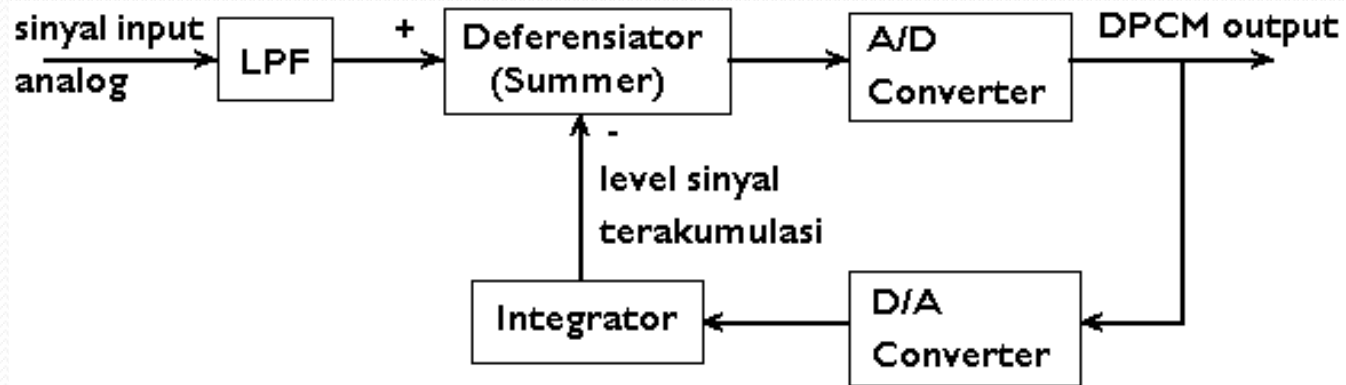 sinyal input
analog
LPF
+
Deferensiator
(Summer)
A/D
Converter
DPCM output
-
level sinyal
terakumulasi
Integrator
D/A
Converter